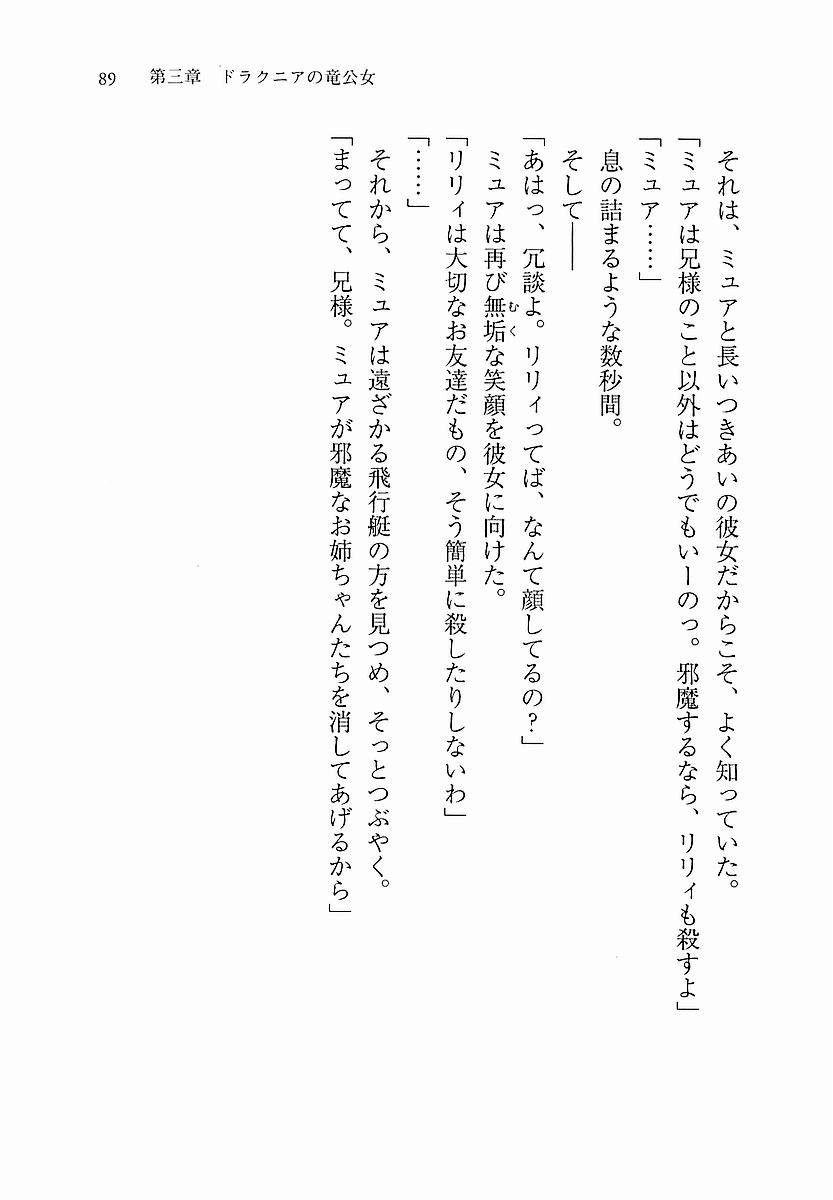 89　第三章　ドラクニアの竜公女
それは、ミュアと長いつきあいの彼女だからこそ、よく知っていた。
「ミュアは兄様のこと以外はどうでもいーのっ。邪魔するなら、リリィも殺すよ」
「ミュア……」
息の詰まるような数秒間。
そして――
「あはっ、冗談よ。リリィってば、なんて顔してるの？」
ミュアは再び無垢な笑顔を彼女に向けた。
むく
「リリィは大切なお友達だもの、そう簡単に殺したりしないわ」
「……」
それから、ミュアは遠ざかる飛行艇の方を見つめ、そっとつぶやく。
「まってて、兄様。ミュアが邪魔なお姉ちゃんたちを消してあげるから」